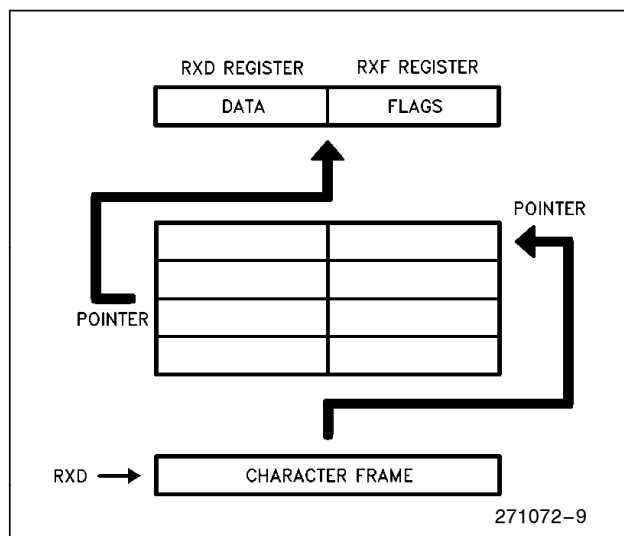 RXD REGISTER RXF REGISTER
DATA FLAGS
POINTER
POINTER
RXD
CHARACTER FRAME
271072–9